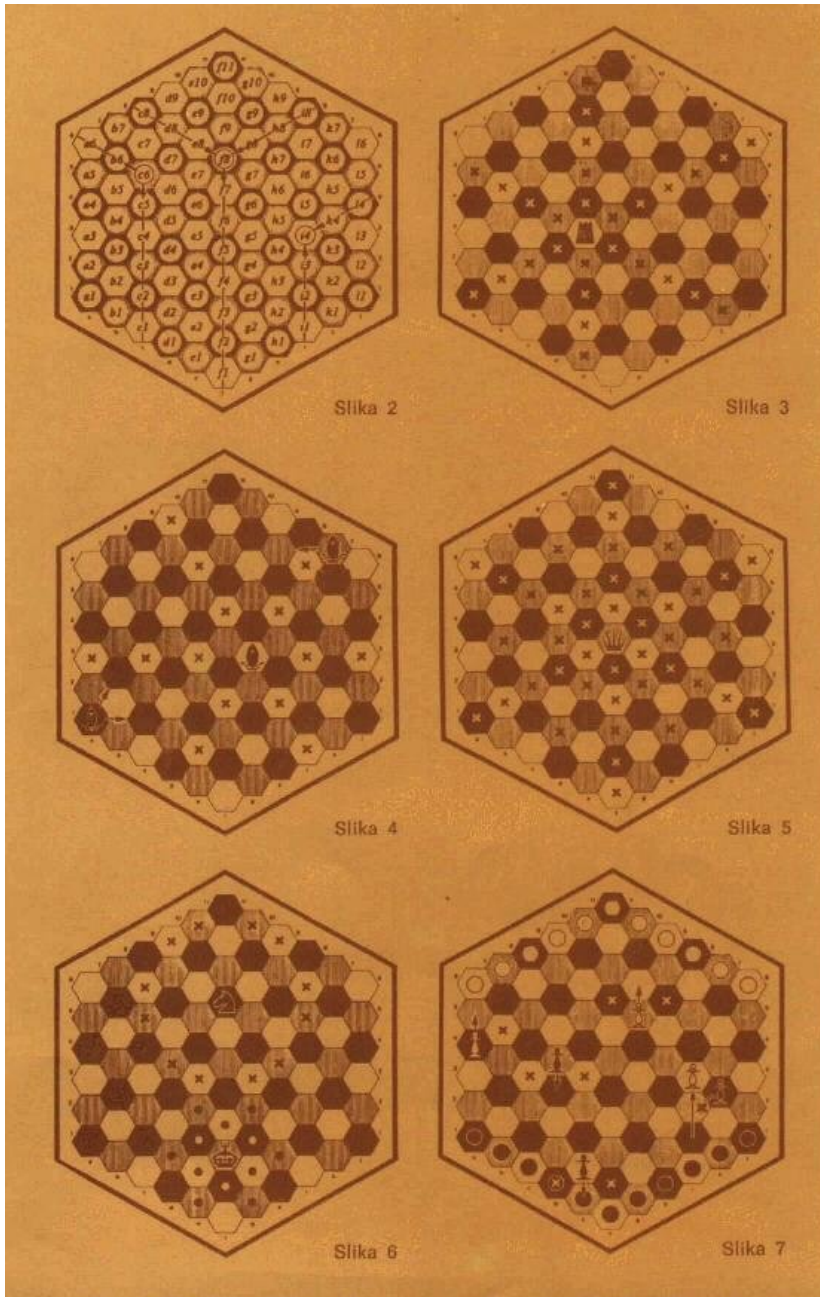 f11
e10 g10
d9 f10 h9
c8 e9 g9 i8
b7 d8 f9 h8 k7
a6 c7 e8 g8 i7 l6
b6 d7 f8 h7 k6
a5 c6 e7 g7 i6 l5
b5 d6 f7 h6 k5
a4 c5 e6 g6 i5 l4
b4 d5 f6 h5 k4
a3 c4 e5 g5 i4 l3
b3 d4 f5 h4 k3
a2 c3 e4 g4 i3 l2
b2 d3 f4 h3 k2
a1 c2 e3 g3 i2 l1
b1 d2 f3 h2 k1
c1 e2 g2 i1
d1 f2 h1
e1 g1
f1
Slika 2
Slika 3
Slika 4
Slika 5
Slika 6
Slika 7